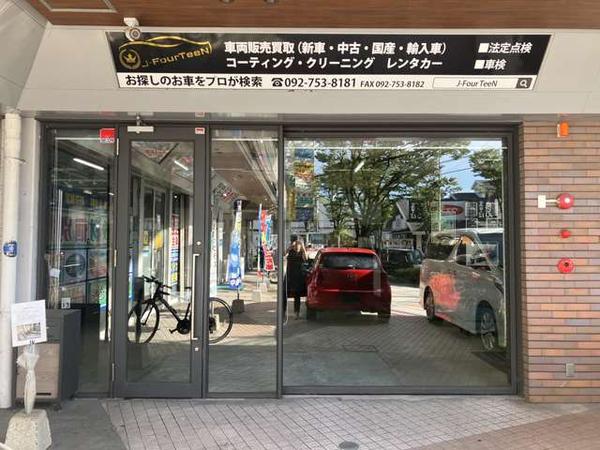 J-FourTeeN
車両販売買取（新車・中古・国産・輸入車）
コーティング・クリーニング レンタカー
■法定点検
■車検
お探しのお車をプロが検索 ☎092-753-8181 FAX 092-753-8182
J-FourTeeN